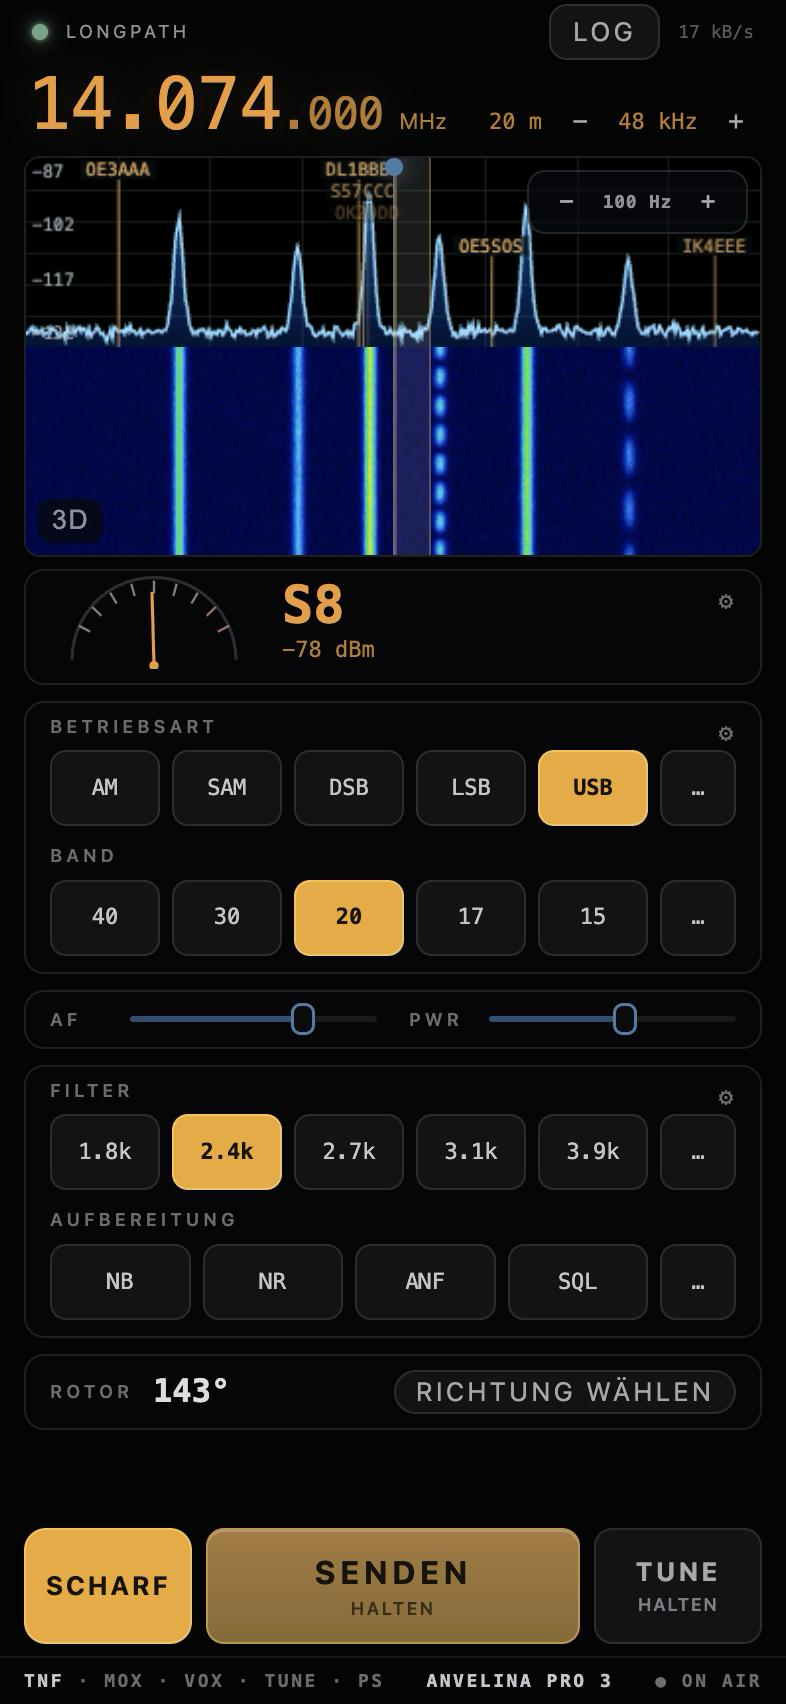 LONGPATH LOG 17 kB/s
14.074.000 MHz 20 m − 48 kHz +
−87 OE3AAA DL1BBB
S57CCC − 100 Hz +
−102
OE5SOS IK4EEE
−117
3D
S8 ⚙
−78 dBm
BETRIEBSART ⚙
AM SAM DSB LSB USB …
BAND
40 30 20 17 15 …
AF PWR
FILTER ⚙
1.8k 2.4k 2.7k 3.1k 3.9k …
AUFBEREITUNG
NB NR ANF SQL …
ROTOR 143° RICHTUNG WÄHLEN
SCHARF SENDEN TUNE
HALTEN HALTEN
TNF · MOX · VOX · TUNE · PS ANVELINA PRO 3 ● ON AIR